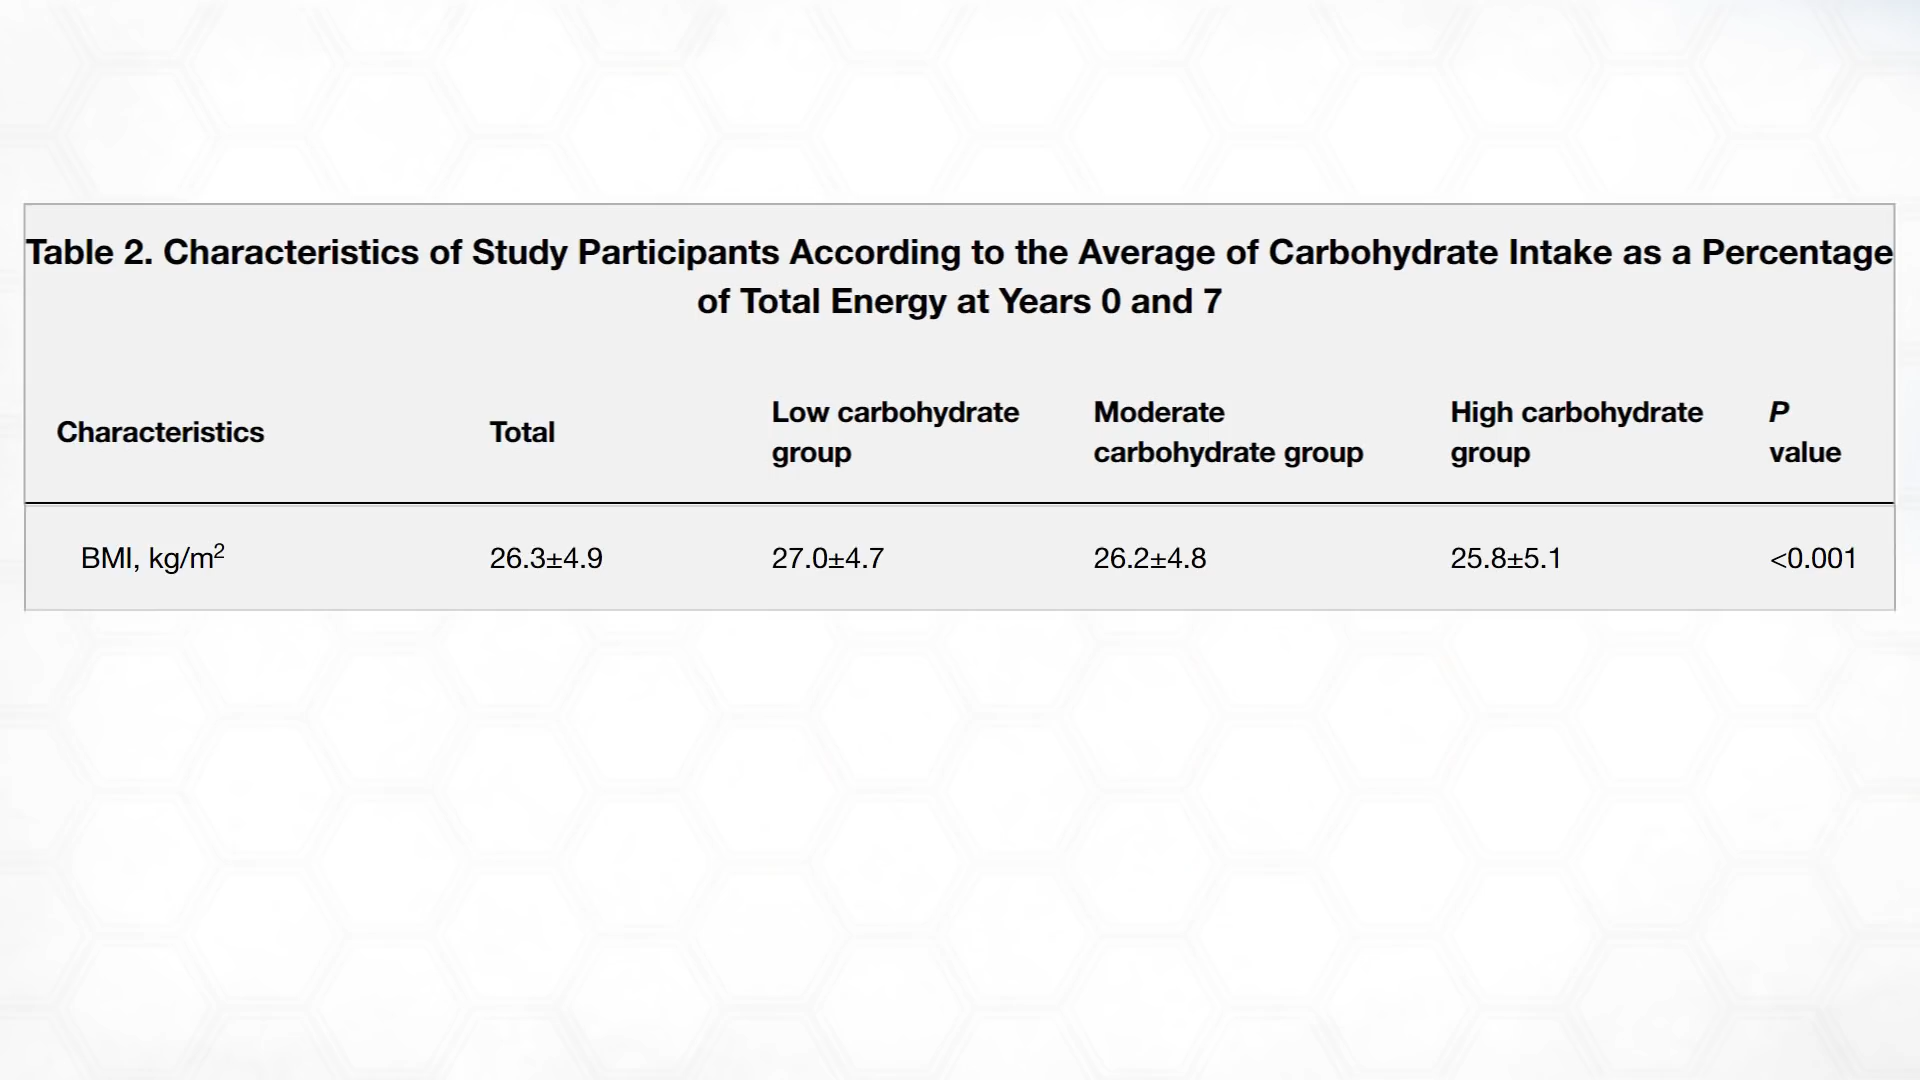 Table 2. Characteristics of Study Participants According to the Average of Carbohydrate Intake as a Percentage
of Total Energy at Years 0 and 7
Characteristics Total Low carbohydrate group Moderate carbohydrate group High carbohydrate group P value
BMI, kg/m² 26.3±4.9 27.0±4.7 26.2±4.8 25.8±5.1 <0.001